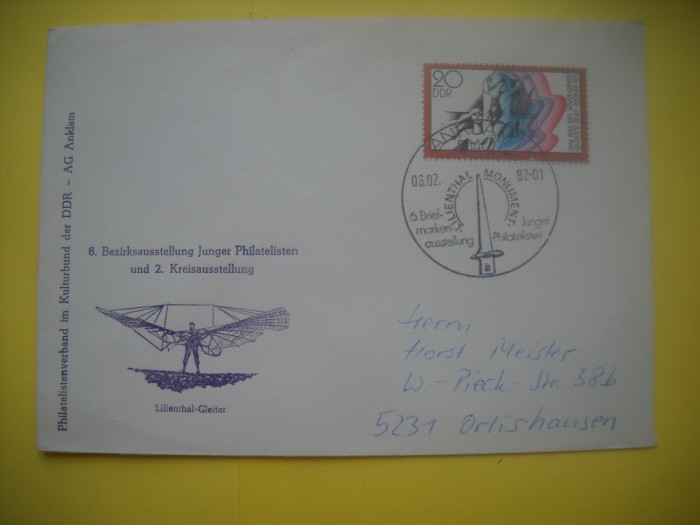 Philatelistenverband im Kulturbund der DDR - AG Anklam
6. Bezirksausstellung Junger Philatelisten
und 2. Kreisausstellung
Lilienthal-Gleiter
20
DDR
03.02. 82-01
LILIENTHAL MONUMENT
6. Brief-
marken-
ausstellung
Junger
Philatelisten
Herrn
Horst Meister
W.-Pieck-Str. 38b
5231 Orlishausen